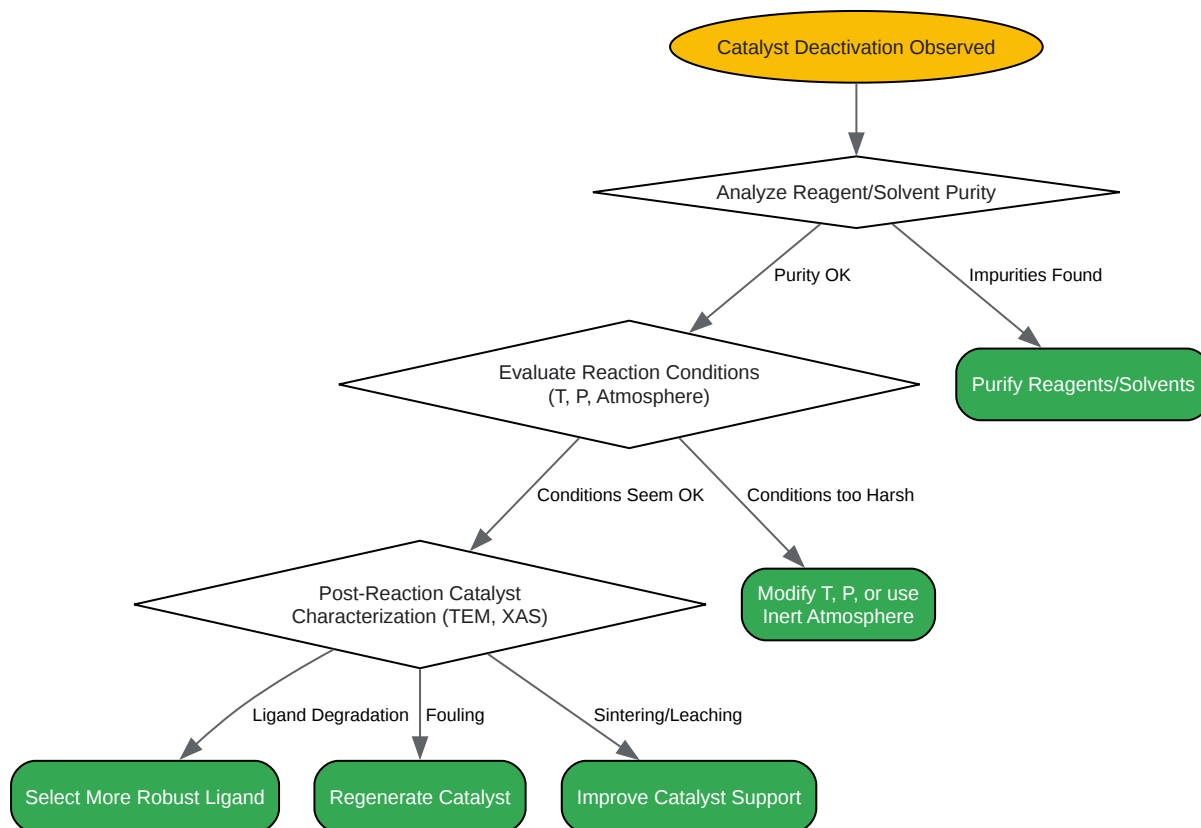 Catalyst Deactivation Observed
Analyze Reagent/Solvent Purity
Purity OK
Impurities Found
Evaluate Reaction Conditions
(T, P, Atmosphere)
Purify Reagents/Solvents
Conditions Seem OK
Conditions too Harsh
Post-Reaction Catalyst
Characterization (TEM, XAS)
Modify T, P, or use
Inert Atmosphere
Ligand Degradation
Fouling
Sintering/Leaching
Select More Robust Ligand
Regenerate Catalyst
Improve Catalyst Support